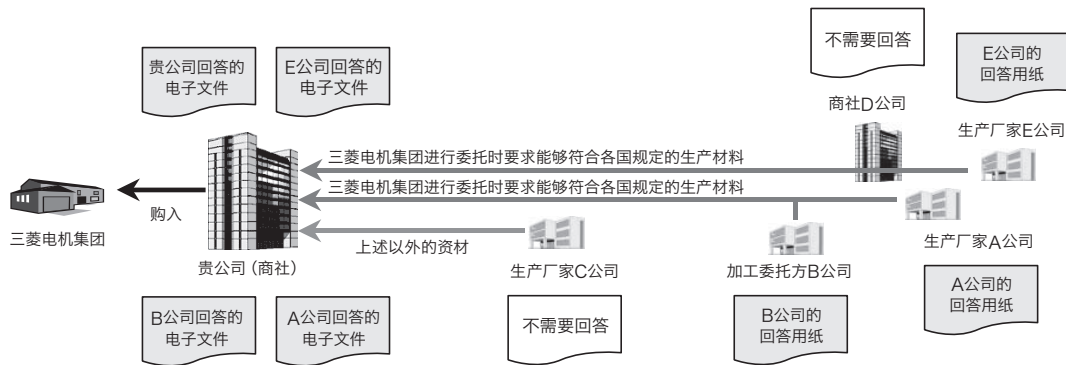 不需要回答
贵公司回答的
电子文件
E公司回答的
电子文件
E公司的
回答用纸
商社D公司
生产厂家E公司
三菱电机集团进行委托时要求能够符合各国规定的生产材料
三菱电机集团进行委托时要求能够符合各国规定的生产材料
购入
三菱电机集团
上述以外的资材
生产厂家A公司
贵公司（商社）
生产厂家C公司
加工委托方B公司
B公司回答的
电子文件
A公司回答的
电子文件
不需要回答
B公司的
回答用纸
A公司的
回答用纸